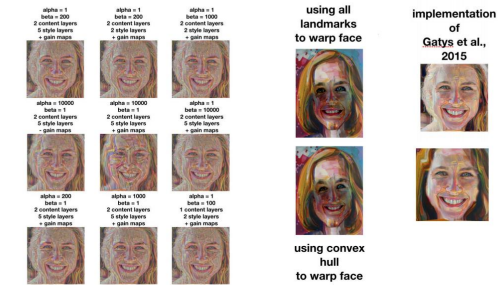 alpha = 1
beta = 200
2 content layers
5 style layers
+ gain maps
alpha = 1
beta = 200
2 content layers
2 style layers
+ gain maps
alpha = 1
beta = 1000
2 content layers
2 style layers
+ gain maps
alpha = 10000
beta = 1
2 content layers
5 style layers
- gain maps
alpha = 10000
beta = 1
2 content layers
5 style layers
+ gain maps
alpha = 1
beta = 10000
2 content layers
5 style layers
+ gain maps
alpha = 200
beta = 1
2 content layers
5 style layers
+ gain maps
alpha = 1000
beta = 1
2 content layers
5 style layers
+ gain maps
alpha = 1
beta = 100
1 content layers
2 style layers
+ gain maps
using all
landmarks
to warp face
using convex
hull
to warp face
implementation
of
Gatys et al.,
2015